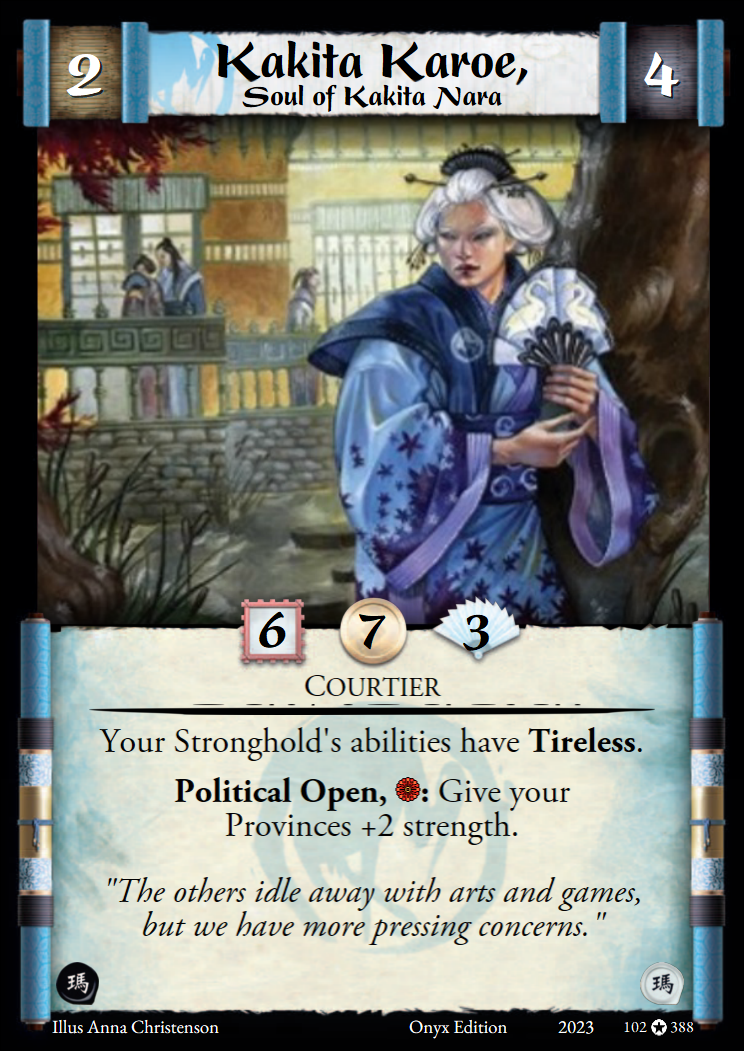 2
Kakita Karoe,
4
Soul of Kakita Nara
6 7 3
COURTIER
Your Stronghold's abilities have Tireless.
Political Open, : Give your
Provinces +2 strength.
"The others idle away with arts and games,
but we have more pressing concerns."
瑪 瑪
Illus Anna Christenson Onyx Edition 2023 102 ✪ 388